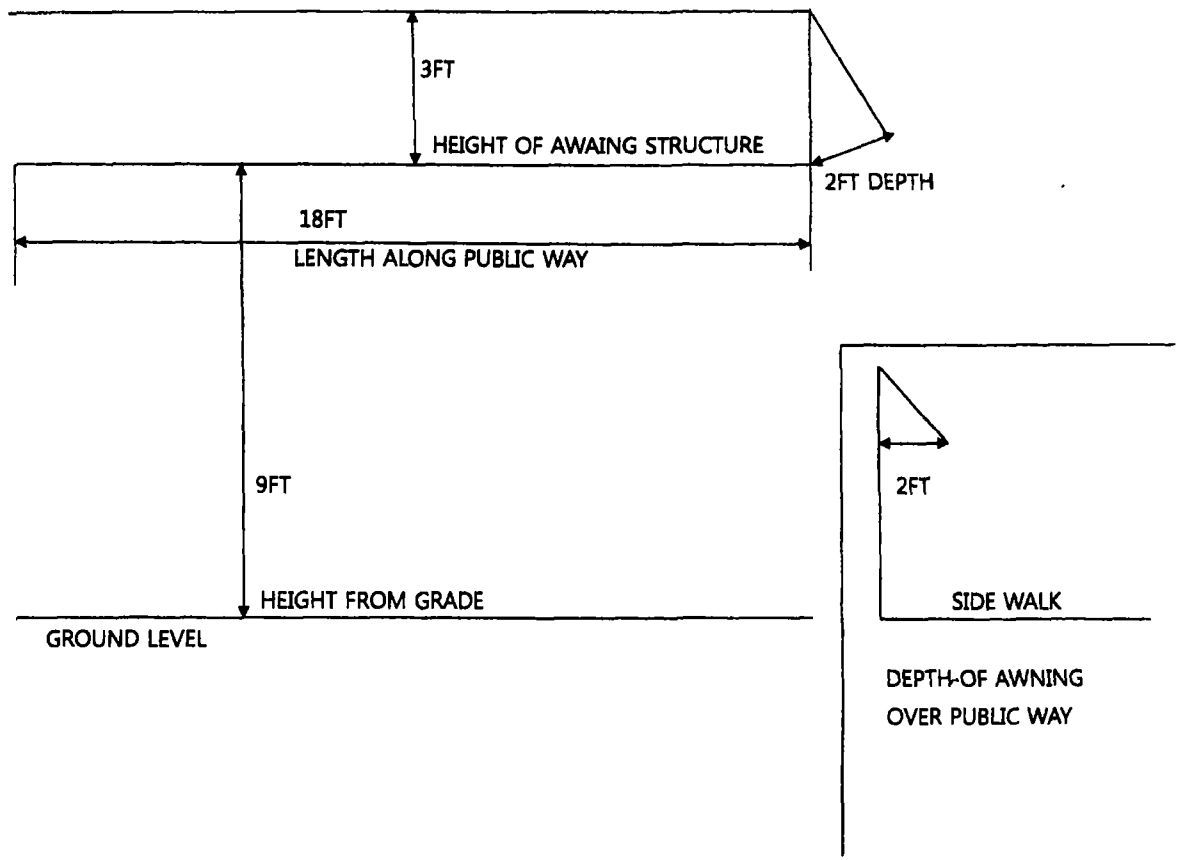 3FT
HEIGHT OF AWAING STRUCTURE
2FT DEPTH
18FT
LENGTH ALONG PUBLIC WAY
9FT
HEIGHT FROM GRADE
GROUND LEVEL
2FT
SIDE WALK
DEPTH-OF AWNING
OVER PUBLIC WAY